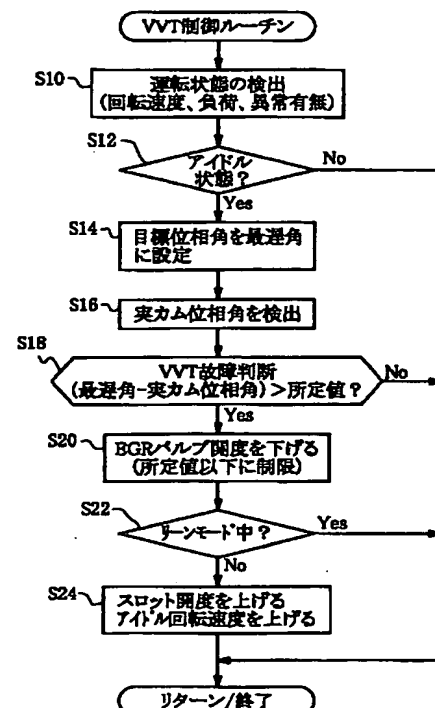 VVT制御ルーチン
S10
運転状態の検出
(回転速度、負荷、異常有無)
S12
アイドル
状態?
No
Yes
S14
目標位相角を最遅角
に設定
S16
実カム位相角を検出
S18
VVT故障判断
(最遅角-実カム位相角)>所定値?
No
Yes
S20
EGRバルブ開度を下げる
(所定値以下に制限)
S22
リーンモード中?
Yes
No
S24
スロット開度を上げる
アイドル回転速度を上げる
リターン/終了